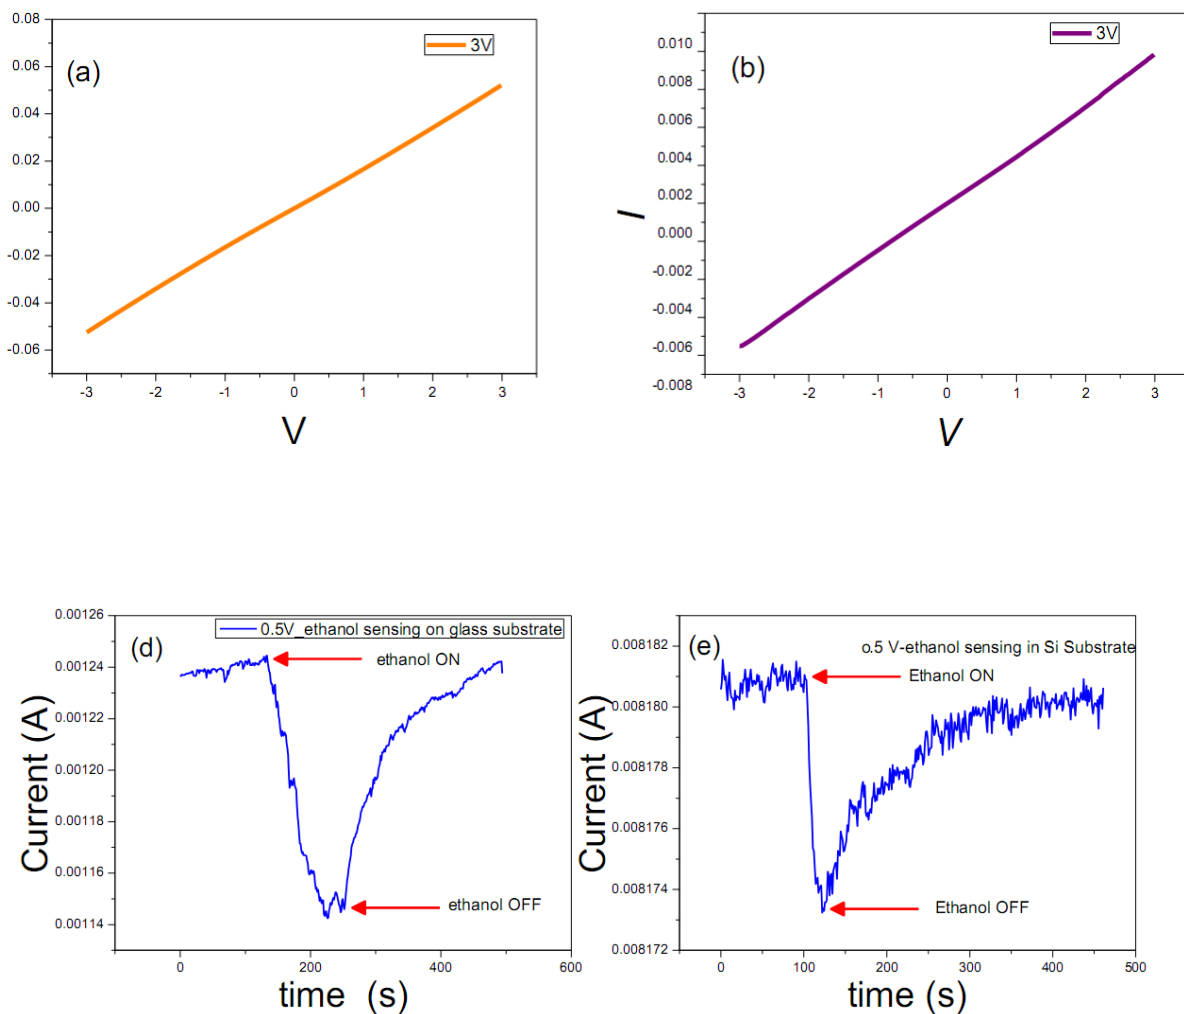 0.08
3V
(a)
0.06
0.04
0.02
0.00
-0.02
-0.04
-0.06
-3 -2 -1 0 1 2 3
V
3V
(b)
0.010
0.008
0.006
0.004
0.002
0.000
-0.002
-0.004
-0.006
-0.008
I
-3 -2 -1 0 1 2 3
V
0.00126
(d)
0.5V_ethanol sensing on glass substrate
ethanol ON
0.00124
0.00122
0.00120
0.00118
0.00116
0.00114
ethanol OFF
Current (A)
0 200 400 600
time (s)
(e)
o.5 V-ethanol sensing in Si Substrate
Ethanol ON
0.008182
0.008180
0.008178
0.008176
0.008174
0.008172
Ethanol OFF
Current (A)
0 100 200 300 400 500
time (s)